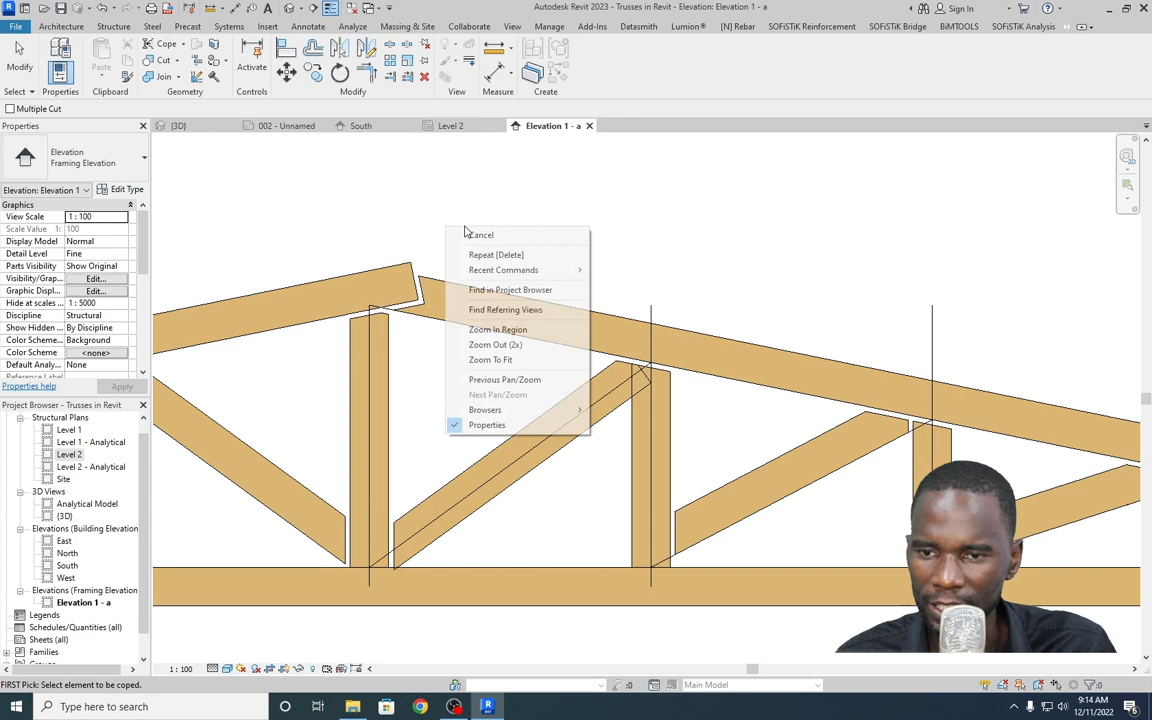 Autodesk Revit 2023 - Trusses in Revit - Elevation: Elevation 1 - a
Sign In
File Architecture Structure Steel Precast Systems Insert Annotate Analyze Massing & Site Collaborate View Manage Add-Ins Datasmith Lumion® [N] Rebar SOFiSTiK Reinforcement SOFiSTiK Bridge BiMTOOLS SOFiSTiK Analysis
Cope
Cut
Join
Modify
Paste
Activate
Select Properties Clipboard Geometry Controls Modify View Measure Create
Multiple Cut
Properties
{3D} 002 - Unnamed South Level 2 Elevation 1 - a
Elevation
Framing Elevation
Elevation: Elevation 1 Edit Type
Graphics
View Scale 1 : 100
Scale Value 1: 100
Display Model Normal
Detail Level Fine
Parts Visibility Show Original
Visibility/Grap... Edit...
Graphic Displ... Edit...
Hide at scales ... 1 : 5000
Discipline Structural
Show Hidden ... By Discipline
Color Scheme ... Background
Color Scheme <none>
Default Analy... None
Reference Label
Properties help Apply
Project Browser - Trusses in Revit
Structural Plans
Level 1
Level 1 - Analytical
Level 2
Level 2 - Analytical
Site
3D Views
Analytical Model
{3D}
Elevations (Building Elevation
East
North
South
West
Elevations (Framing Elevation
Elevation 1 - a
Legends
Schedules/Quantities (all)
Sheets (all)
Families
Groups
Cancel
Repeat [Delete]
Recent Commands
Find in Project Browser
Find Referring Views
Zoom In Region
Zoom Out (2x)
Zoom To Fit
Previous Pan/Zoom
Next Pan/Zoom
Browsers
Properties
1 : 100
FIRST Pick: Select element to be coped.
:0
Main Model
:0
Type here to search
9:14 AM
12/11/2022